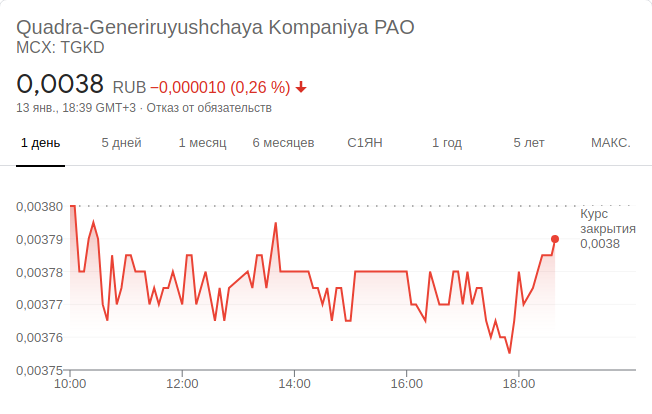 Quadra-Generiruyushchaya Kompaniya PAO
MCX: TGKD
0,0038 RUB −0,000010 (0,26 %)
13 янв., 18:39 GMT+3 · Отказ от обязательств
1 день 5 дней 1 месяц 6 месяцев С1ЯН 1 год 5 лет МАКС.
0,00380
Курс
закрытия
0,0038
0,00379
0,00378
0,00377
0,00376
0,00375
10:00 12:00 14:00 16:00 18:00